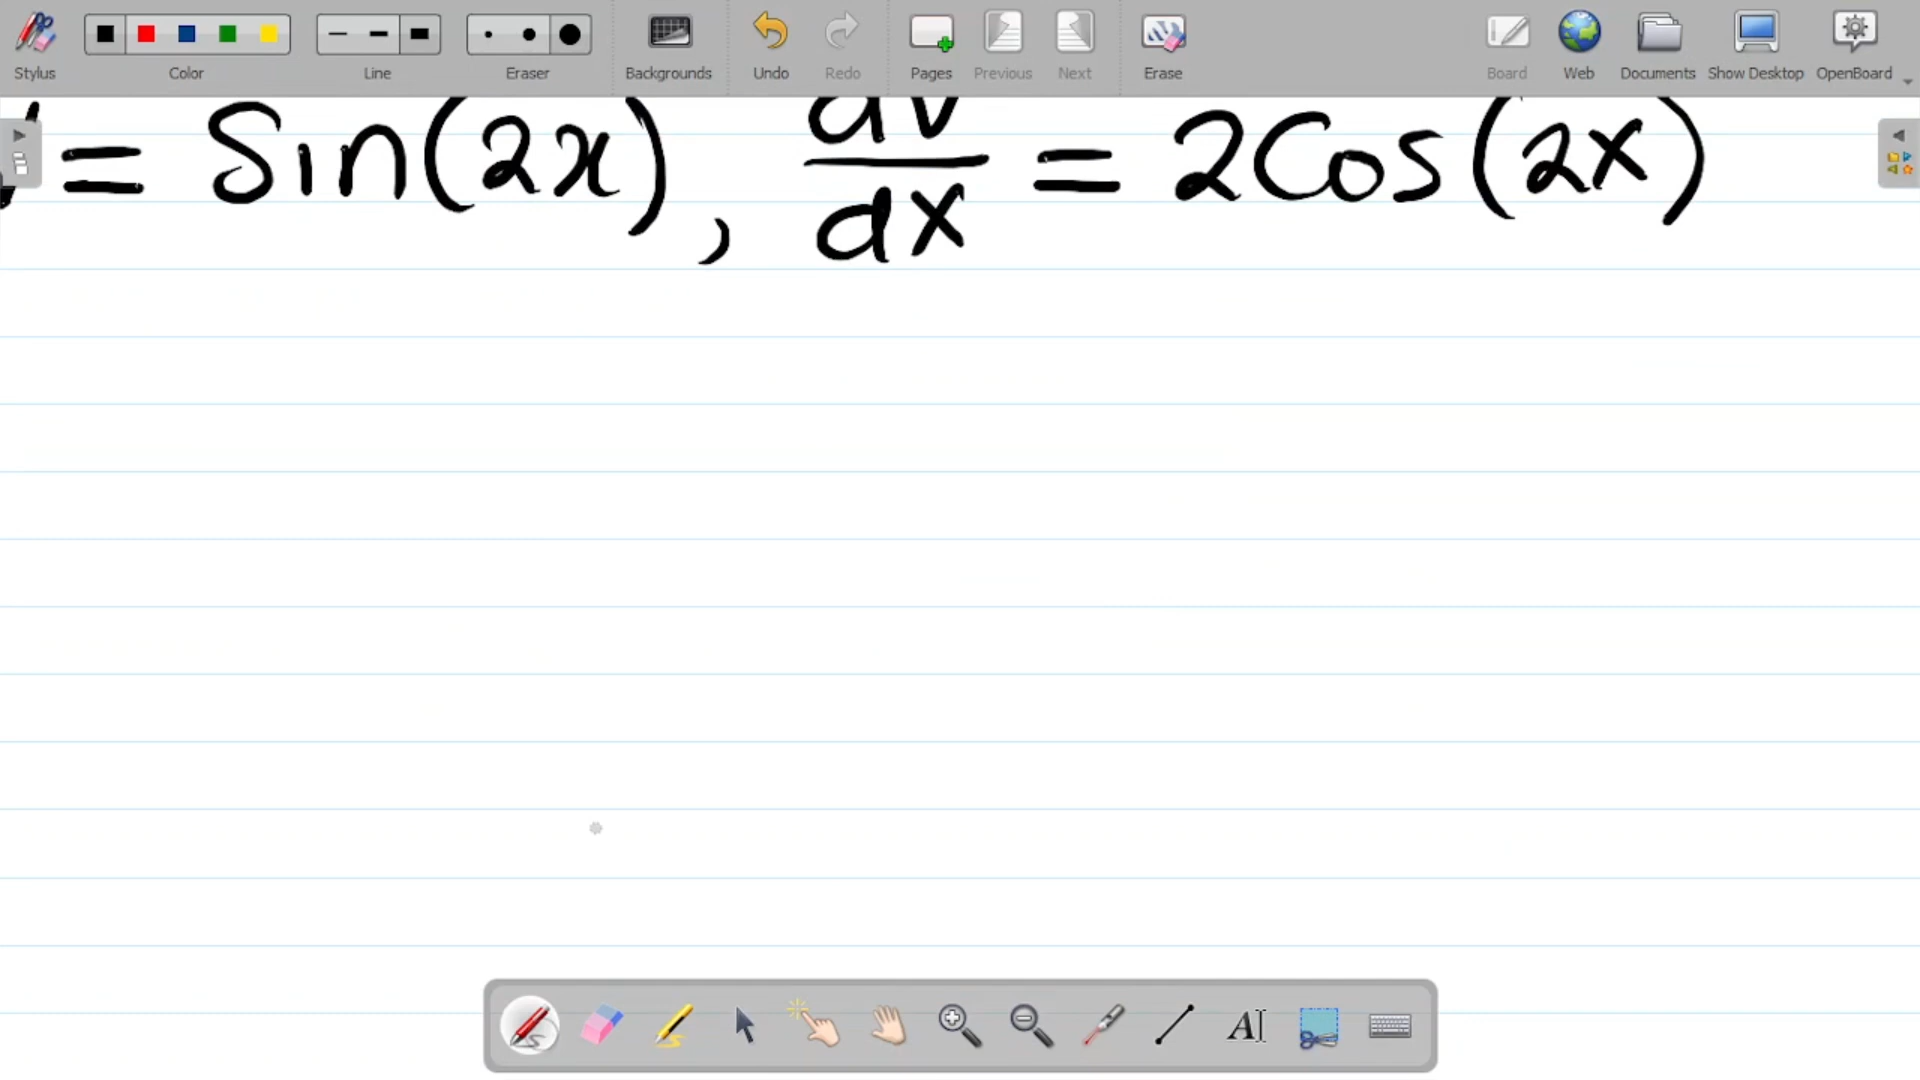 Stylus Color Line Eraser Backgrounds Undo Redo Pages Previous Next Erase Board Web Documents Show Desktop OpenBoard
= Sin(2x), dv/dx = 2Cos(2x)